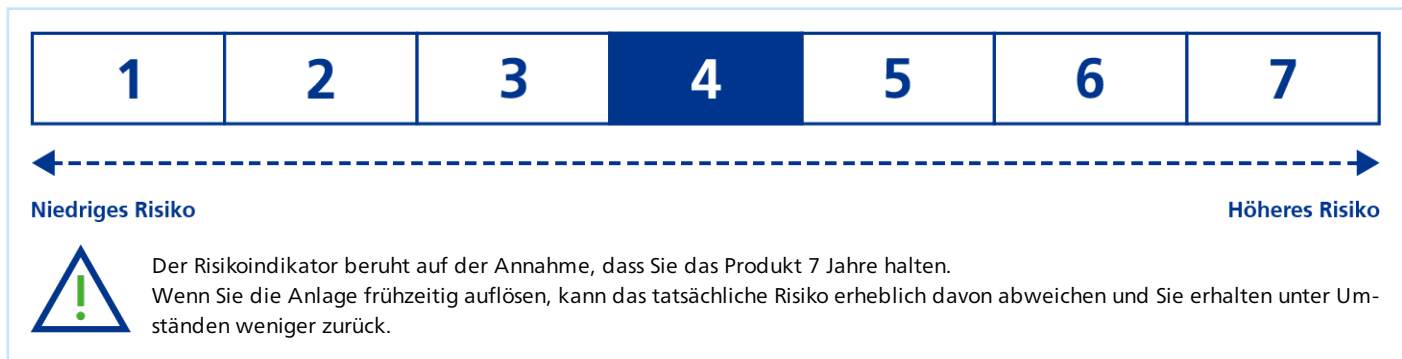 1 2 3 4 5 6 7
Niedriges Risiko Höheres Risiko
Der Risikoindikator beruht auf der Annahme, dass Sie das Produkt 7 Jahre halten.
Wenn Sie die Anlage frühzeitig auflösen, kann das tatsächliche Risiko erheblich davon abweichen und Sie erhalten unter Um-
ständen weniger zurück.